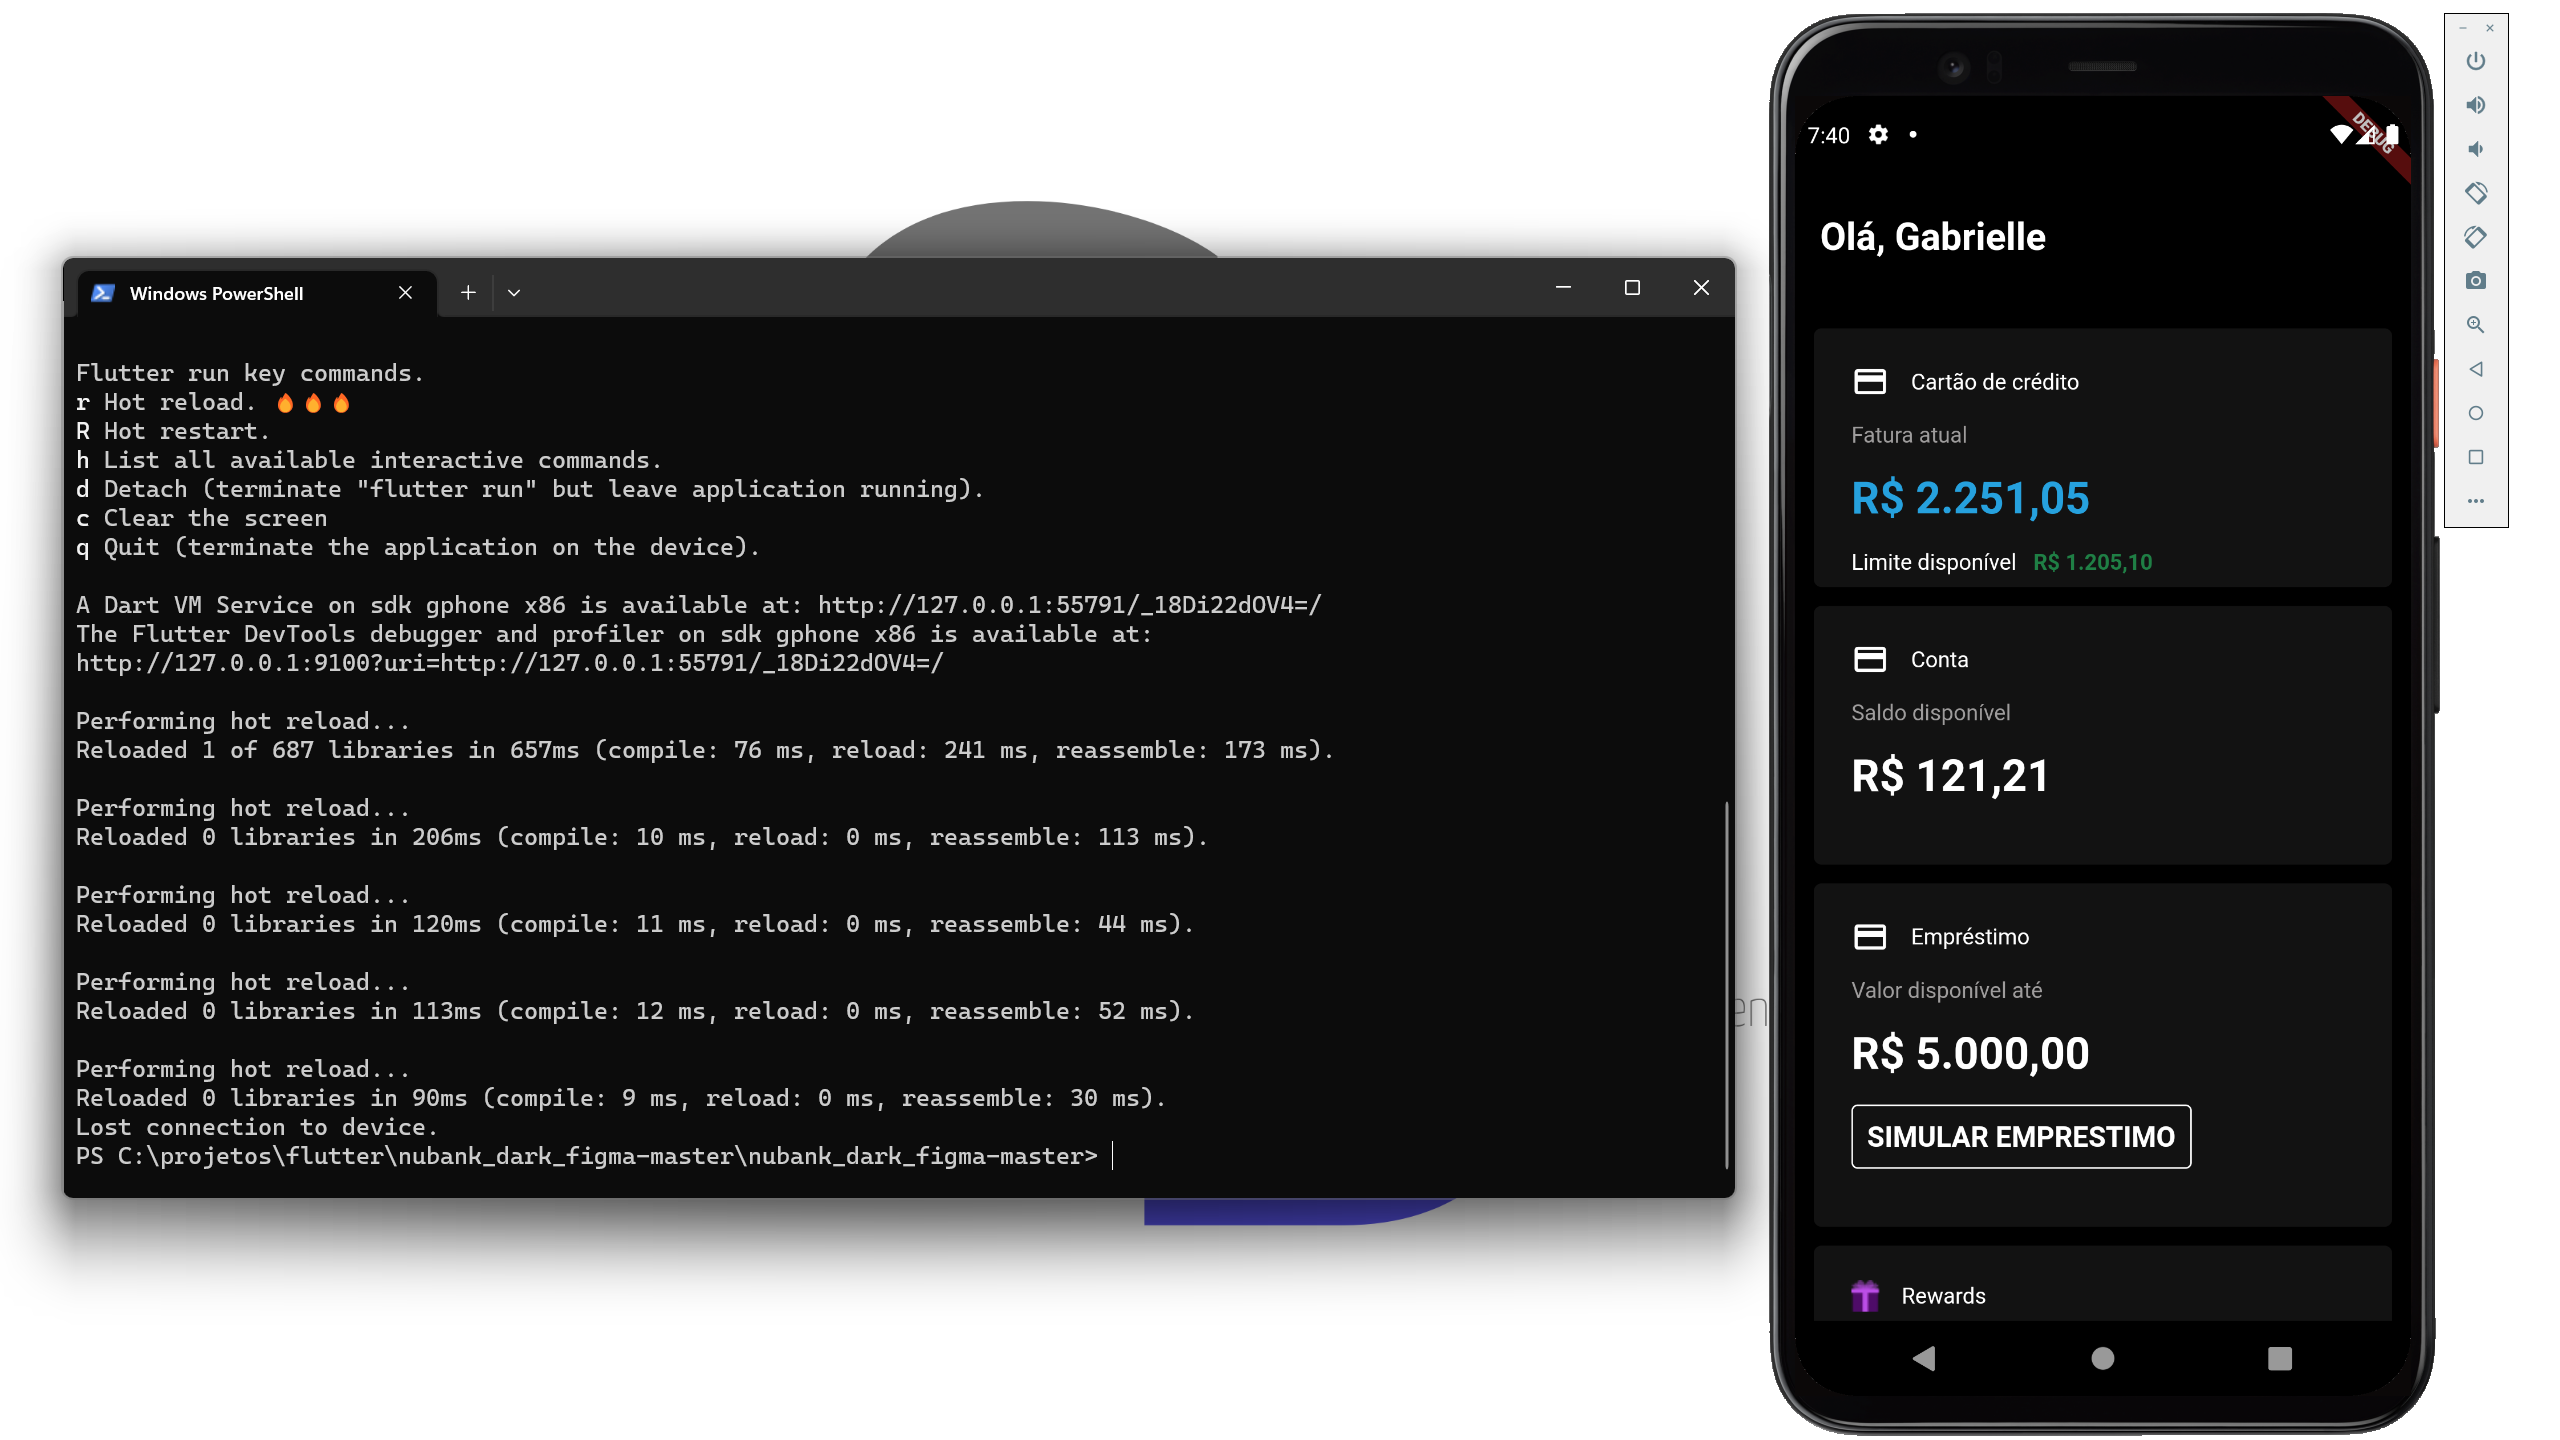 Windows PowerShell
Flutter run key commands.
r Hot reload. 🔥🔥🔥
R Hot restart.
h List all available interactive commands.
d Detach (terminate "flutter run" but leave application running).
c Clear the screen
q Quit (terminate the application on the device).
A Dart VM Service on sdk gphone x86 is available at: http://127.0.0.1:55791/_18Di22dOV4=/
The Flutter DevTools debugger and profiler on sdk gphone x86 is available at:
http://127.0.0.1:9100?uri=http://127.0.0.1:55791/_18Di22dOV4=/
Performing hot reload...
Reloaded 1 of 687 libraries in 657ms (compile: 76 ms, reload: 241 ms, reassemble: 173 ms).
Performing hot reload...
Reloaded 0 libraries in 206ms (compile: 10 ms, reload: 0 ms, reassemble: 113 ms).
Performing hot reload...
Reloaded 0 libraries in 120ms (compile: 11 ms, reload: 0 ms, reassemble: 44 ms).
Performing hot reload...
Reloaded 0 libraries in 113ms (compile: 12 ms, reload: 0 ms, reassemble: 52 ms).
Performing hot reload...
Reloaded 0 libraries in 90ms (compile: 9 ms, reload: 0 ms, reassemble: 30 ms).
Lost connection to device.
PS C:\projetos\flutter\nubank_dark_figma-master\nubank_dark_figma-master>
en
7:40
DEBUG
Olá, Gabrielle
Cartão de crédito
Fatura atual
R$ 2.251,05
Limite disponível R$ 1.205,10
Conta
Saldo disponível
R$ 121,21
Empréstimo
Valor disponível até
R$ 5.000,00
SIMULAR EMPRESTIMO
Rewards